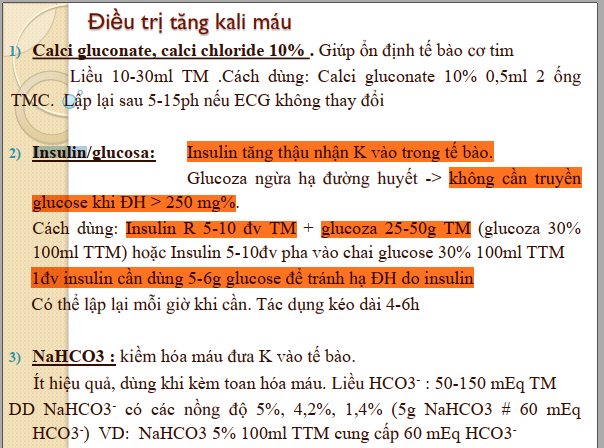 Điều trị tăng kali máu
1) Calci gluconate, calci chloride 10% . Giúp ổn định tế bào cơ tim
Liều 10-30ml TM .Cách dùng: Calci gluconate 10% 0,5ml 2 ống
TMC. Lập lại sau 5-15ph nếu ECG không thay đổi
2) Insulin/glucosa: Insulin tăng thậu nhận K vào trong tế bào.
Glucoza ngừa hạ đường huyết -> không cần truyền
glucose khi ĐH > 250 mg%.
Cách dùng: Insulin R 5-10 đv TM + glucoza 25-50g TM (glucoza 30%
100ml TTM) hoặc Insulin 5-10đv pha vào chai glucose 30% 100ml TTM
1đv insulin cần dùng 5-6g glucose để tránh hạ ĐH do insulin
Có thể lập lại mỗi giờ khi cần. Tác dụng kéo dài 4-6h
3) NaHCO3 : kiềm hóa máu đưa K vào tế bào.
Ít hiệu quả, dùng khi kèm toan hóa máu. Liều HCO3- : 50-150 mEq TM
DD NaHCO3- có các nồng độ 5%, 4,2%, 1,4% (5g NaHCO3 # 60 mEq
HCO3-) VD: NaHCO3 5% 100ml TTM cung cấp 60 mEq HCO3-